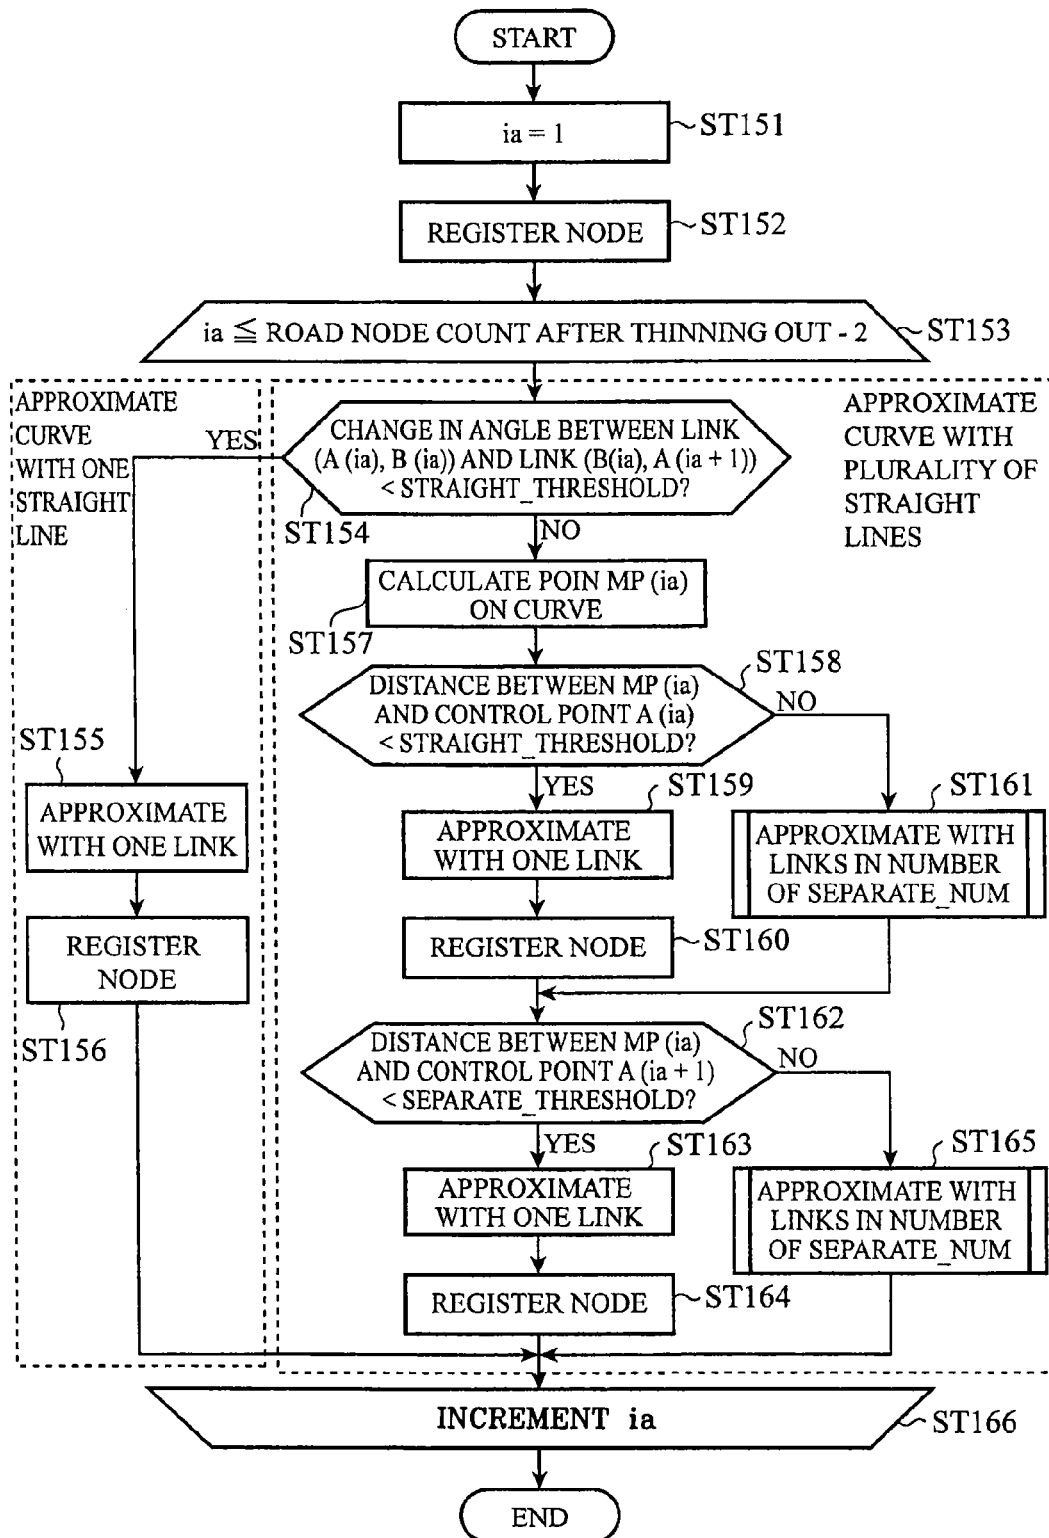 START
ia = 1
ST151
REGISTER NODE
ST152
ia ≦ ROAD NODE COUNT AFTER THINNING OUT - 2
ST153
APPROXIMATE
CURVE
WITH ONE
STRAIGHT
LINE
YES
CHANGE IN ANGLE BETWEEN LINK
(A (ia), B (ia)) AND LINK (B(ia), A (ia + 1))
< STRAIGHT_THRESHOLD?
ST154
NO
APPROXIMATE
CURVE WITH
PLURALITY OF
STRAIGHT
LINES
CALCULATE POIN MP (ia)
ON CURVE
ST157
DISTANCE BETWEEN MP (ia)
AND CONTROL POINT A (ia)
< STRAIGHT_THRESHOLD?
ST158
NO
YES
ST155
APPROXIMATE
WITH ONE LINK
ST159
APPROXIMATE
WITH ONE LINK
ST161
APPROXIMATE WITH
LINKS IN NUMBER
OF SEPARATE_NUM
REGISTER
NODE
ST156
REGISTER NODE
ST160
DISTANCE BETWEEN MP (ia)
AND CONTROL POINT A (ia + 1)
< SEPARATE_THRESHOLD?
ST162
NO
YES
ST163
APPROXIMATE
WITH ONE LINK
ST165
APPROXIMATE WITH
LINKS IN NUMBER
OF SEPARATE_NUM
REGISTER NODE
ST164
INCREMENT ia
ST166
END